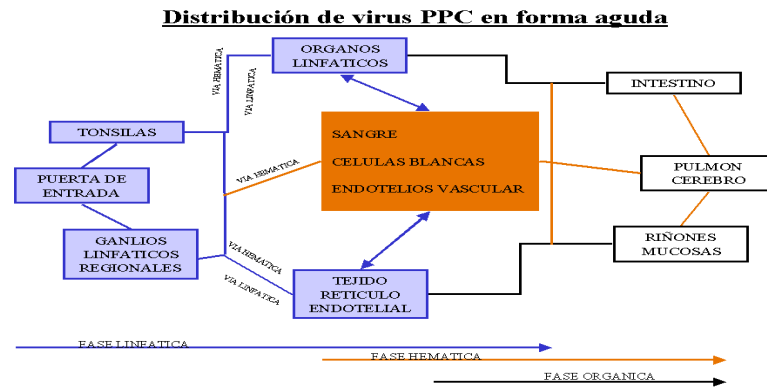 Distribución de virus PPC en forma aguda
ORGANOS
LINFATICOS
VIA HEMATICA
VIA LINFATICA
INTESTINO
TONSILAS
SANGRE
CELULAS BLANCAS
ENDOTELIOS VASCULAR
VIA HEMATICA
PUERTA DE
ENTRADA
PULMON
CEREBRO
GANLIOS
LINFATICOS
REGIONALES
VIA HEMATICA
VIA LINFATICA
RIÑONES
MUCOSAS
TEJIDO
RETICULO
ENDOTELIAL
FASE LINFATICA
FASE HEMATICA
FASE ORGANICA